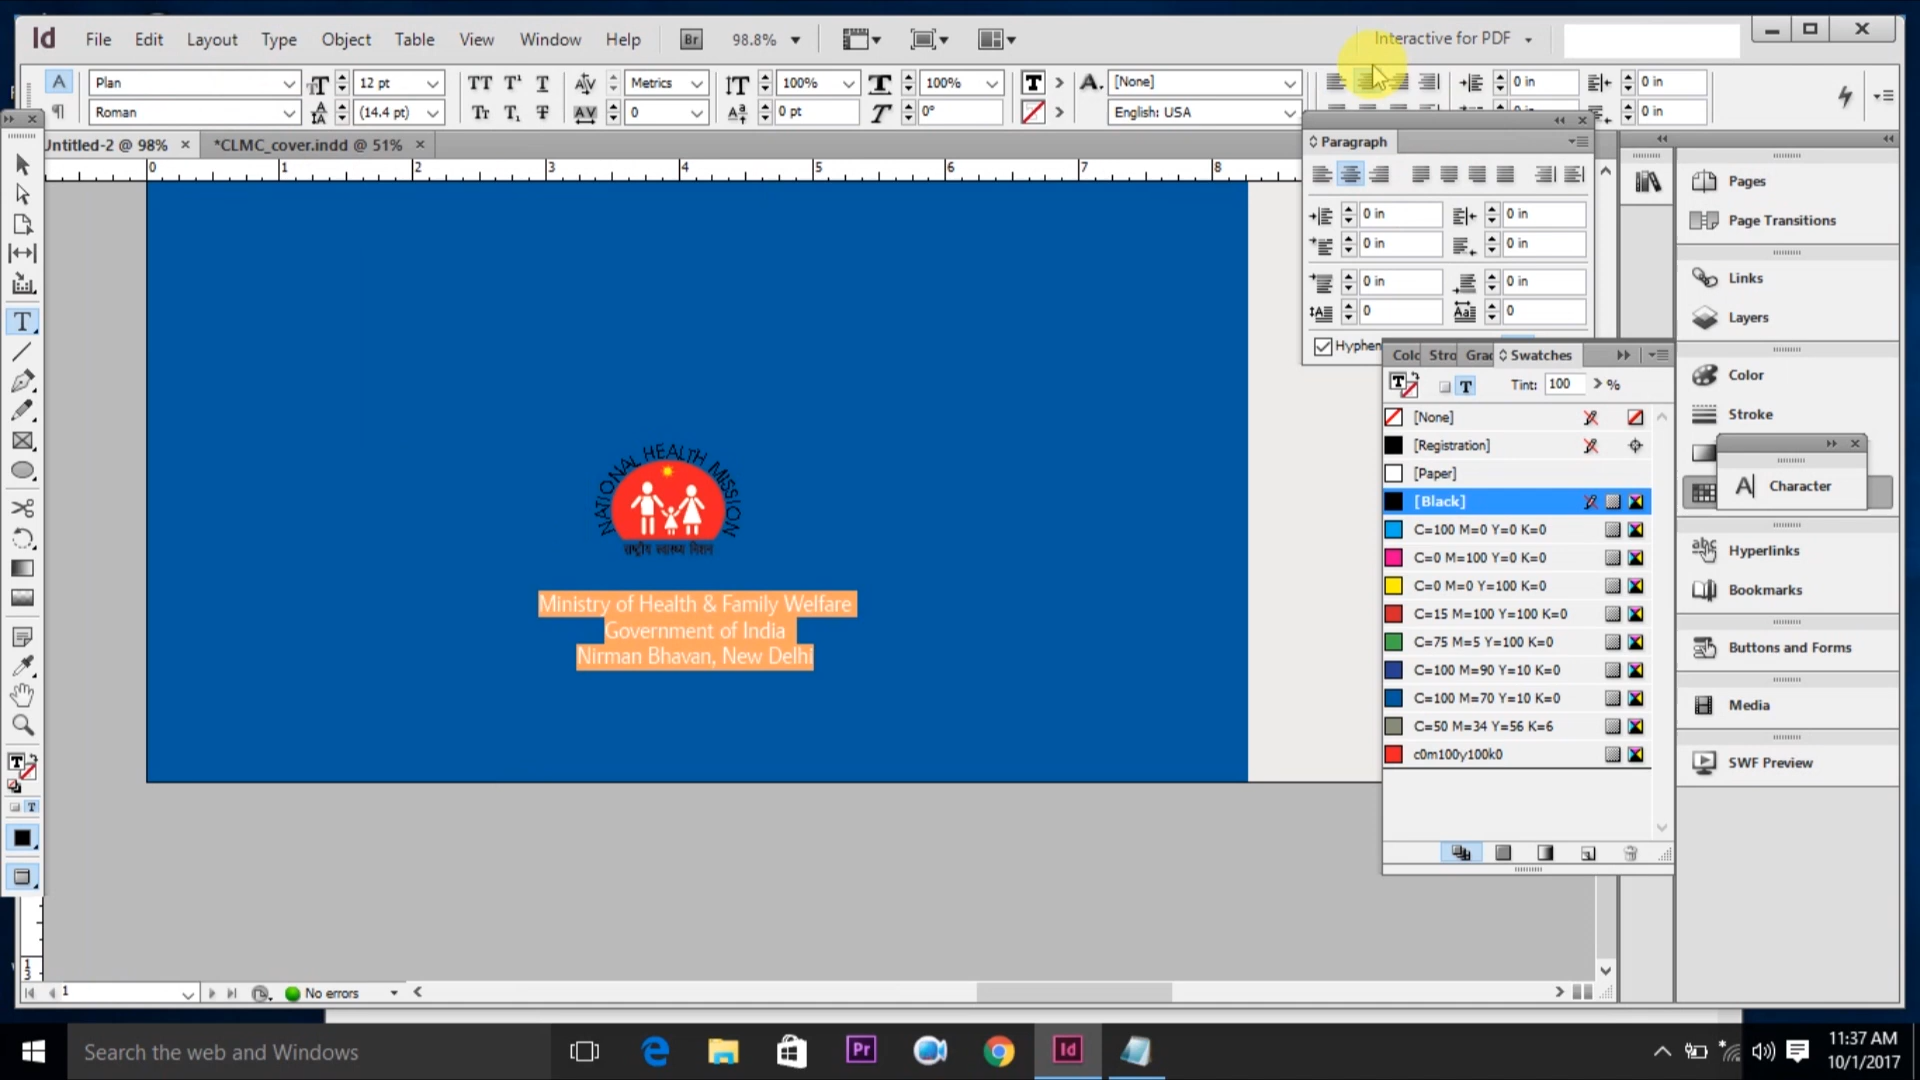 Id File Edit Layout Type Object Table View Window Help Br 98.8% Interactive for PDF
A Plan 12 pt TT T¹ T Metrics 100% 100% T A. [None] 0 in 0 in
Roman (14.4 pt) Tт T₁ T 0 0 pt 0° English: USA 0 in
Untitled-2 @ 98% × *CLMC_cover.indd @ 51% ×
0 1 2 3 4 5 6 7 8
Paragraph
0 in 0 in
0 in 0 in
0 in 0 in
0 0
Hyphen
Swatches
Tint: 100 %
[None]
[Registration]
[Paper]
[Black]
C=100 M=0 Y=0 K=0
C=0 M=100 Y=0 K=0
C=0 M=0 Y=100 K=0
C=15 M=100 Y=100 K=0
C=75 M=5 Y=100 K=0
C=100 M=90 Y=10 K=0
C=100 M=70 Y=10 K=0
C=50 M=34 Y=56 K=6
c0m100y100k0
Pages
Page Transitions
Links
Layers
Color
Stroke
Character
Hyperlinks
Bookmarks
Buttons and Forms
Media
SWF Preview
NATIONAL HEALTH MISSION
राष्ट्रीय स्वास्थ्य मिशन
Ministry of Health & Family Welfare
Government of India
Nirman Bhavan, New Delhi
1 No errors
Search the web and Windows
Pr
Id
11:37 AM
10/1/2017